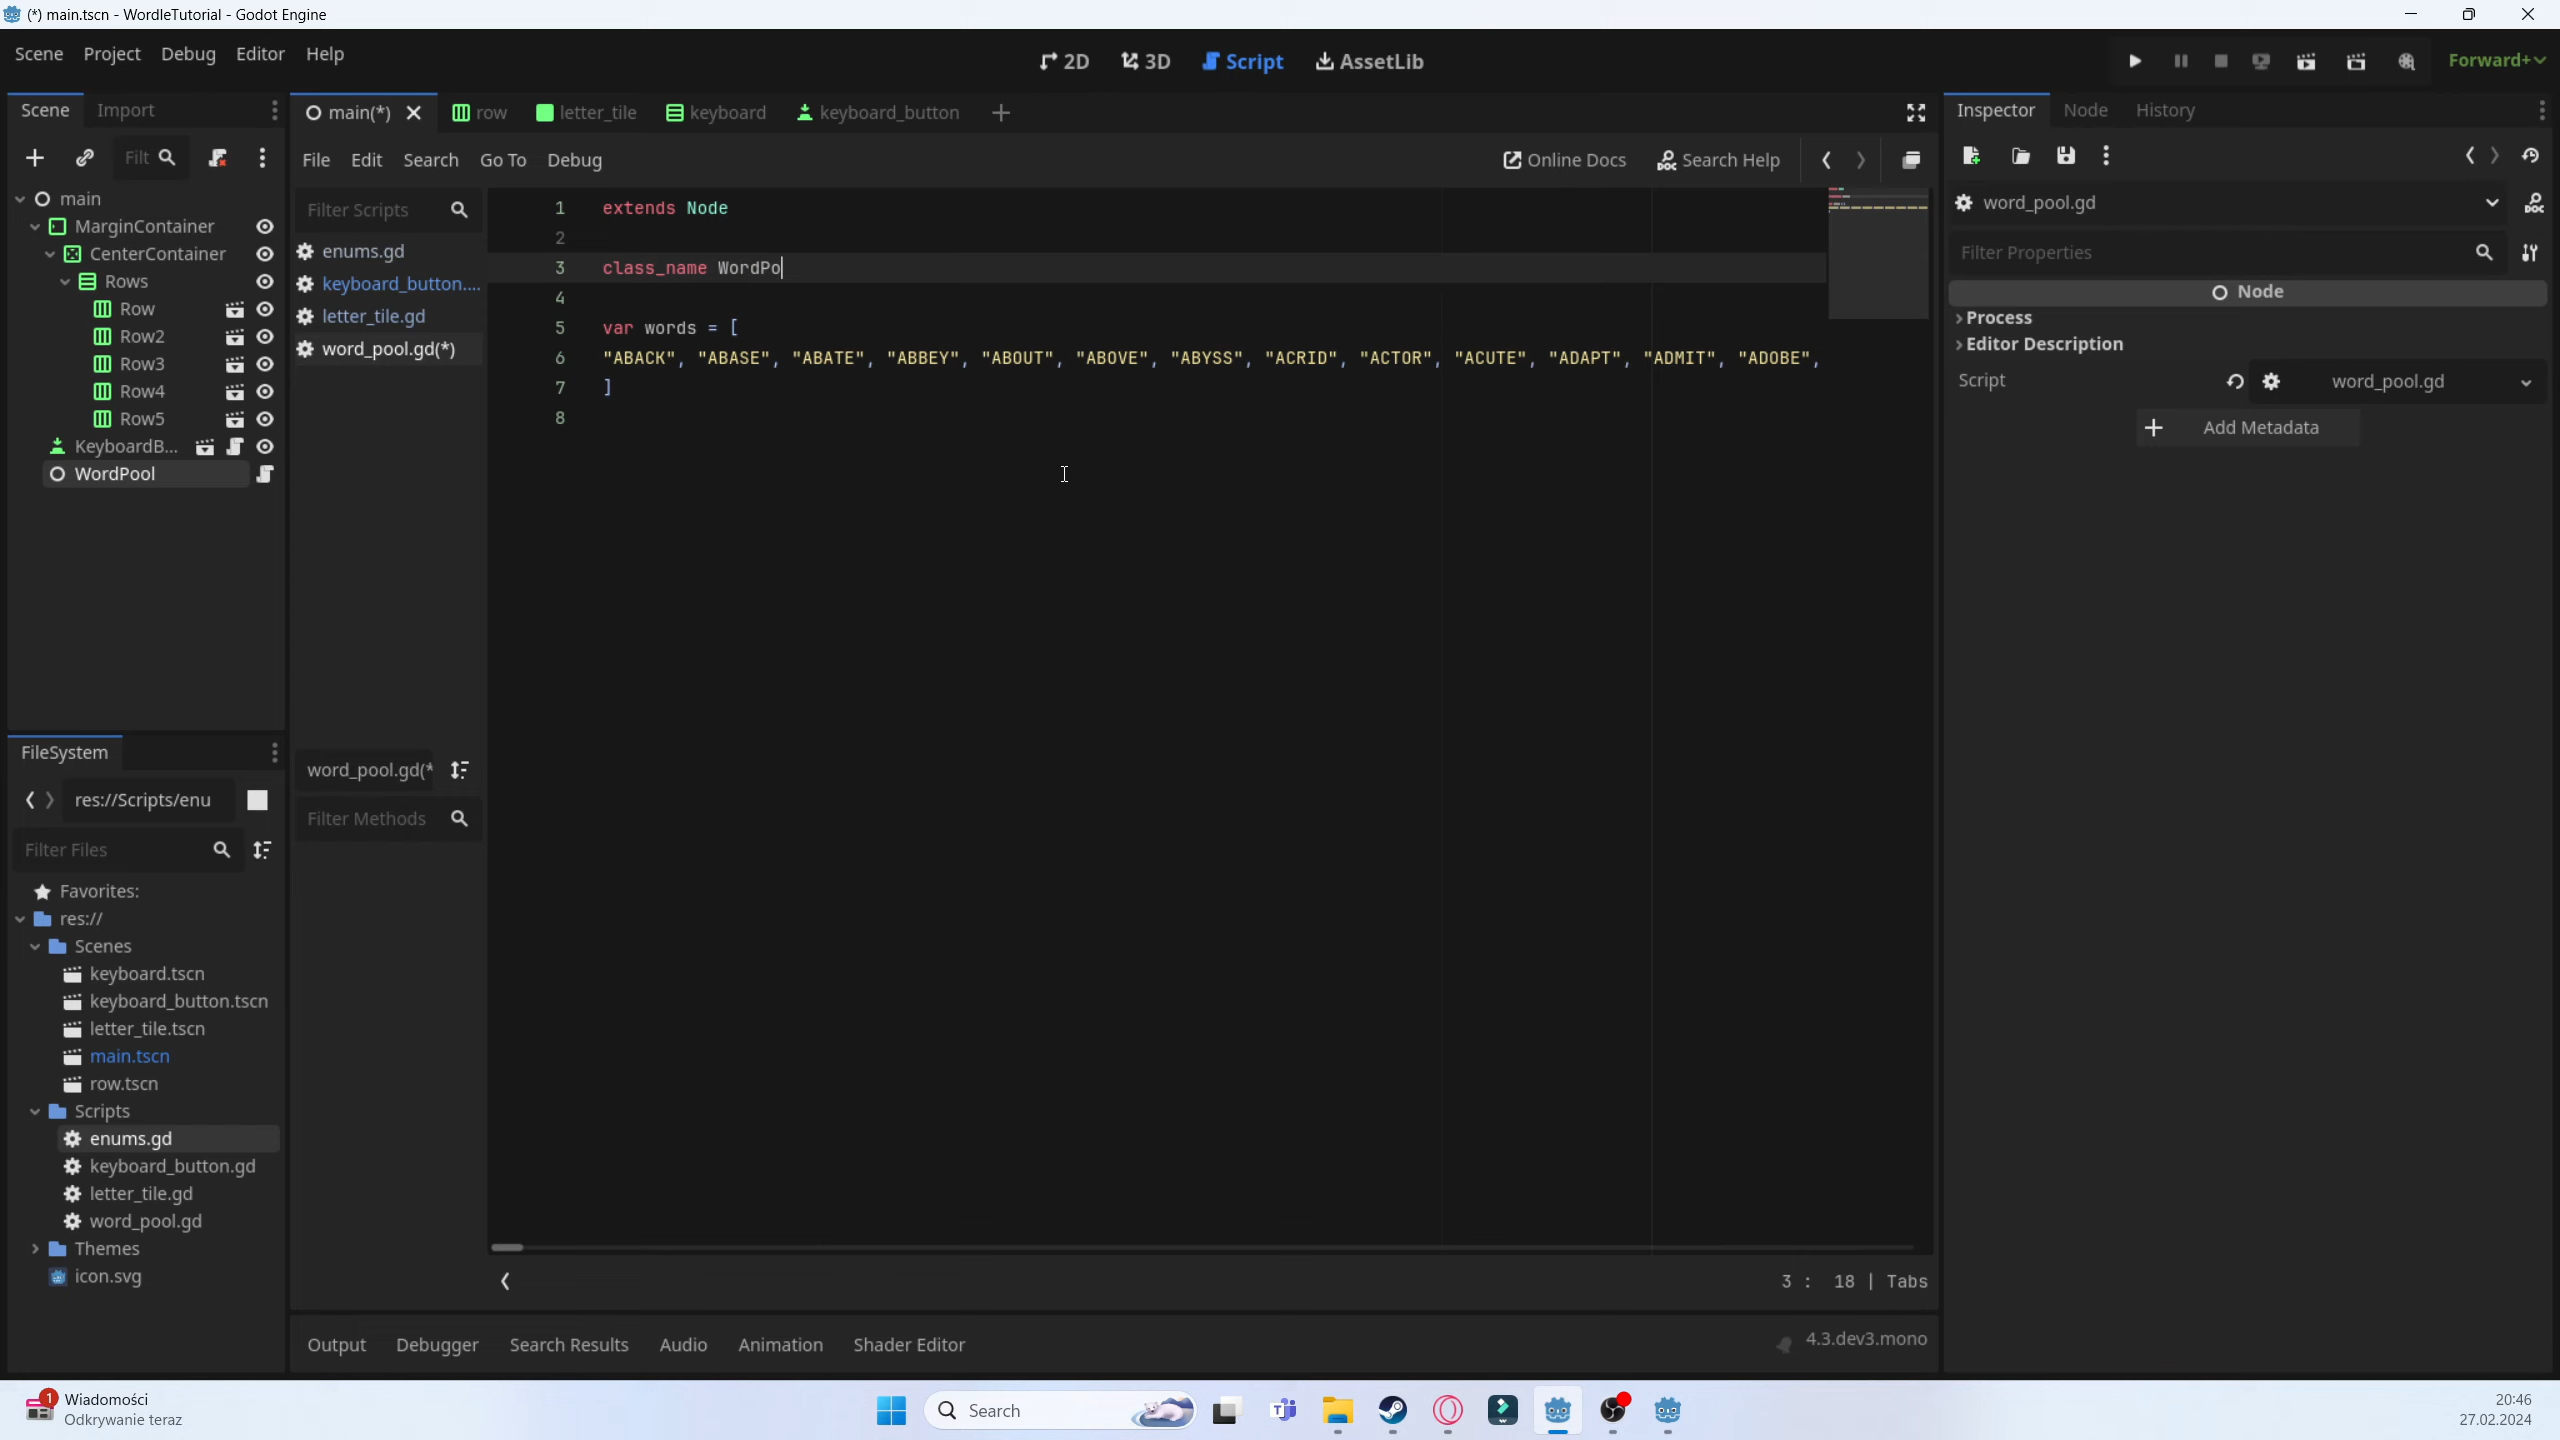 (*) main.tscn - WordleTutorial - Godot Engine
Scene Project Debug Editor Help
2D 3D Script AssetLib
Forward+
Scene Import
main(*) row letter_tile keyboard keyboard_button
Inspector Node History
Filt
File Edit Search Go To Debug
Online Docs Search Help
main
MarginContainer
CenterContainer
Rows
Row
Row2
Row3
Row4
Row5
KeyboardB...
WordPool
Filter Scripts
enums.gd
keyboard_button....
letter_tile.gd
word_pool.gd(*)
1 extends Node
2
3 class_name WordPo
4
5 var words = [
6 "ABACK", "ABASE", "ABATE", "ABBEY", "ABOUT", "ABOVE", "ABYSS", "ACRID", "ACTOR", "ACUTE", "ADAPT", "ADMIT", "ADOBE",
7 ]
8
word_pool.gd
Filter Properties
Node
Process
Editor Description
Script word_pool.gd
Add Metadata
FileSystem
res://Scripts/enu
Filter Files
Favorites:
res://
Scenes
keyboard.tscn
keyboard_button.tscn
letter_tile.tscn
main.tscn
row.tscn
Scripts
enums.gd
keyboard_button.gd
letter_tile.gd
word_pool.gd
Themes
icon.svg
word_pool.gd(*
Filter Methods
3 : 18 | Tabs
Output Debugger Search Results Audio Animation Shader Editor
4.3.dev3.mono
1
Wiadomości
Odkrywanie teraz
Search
20:46
27.02.2024